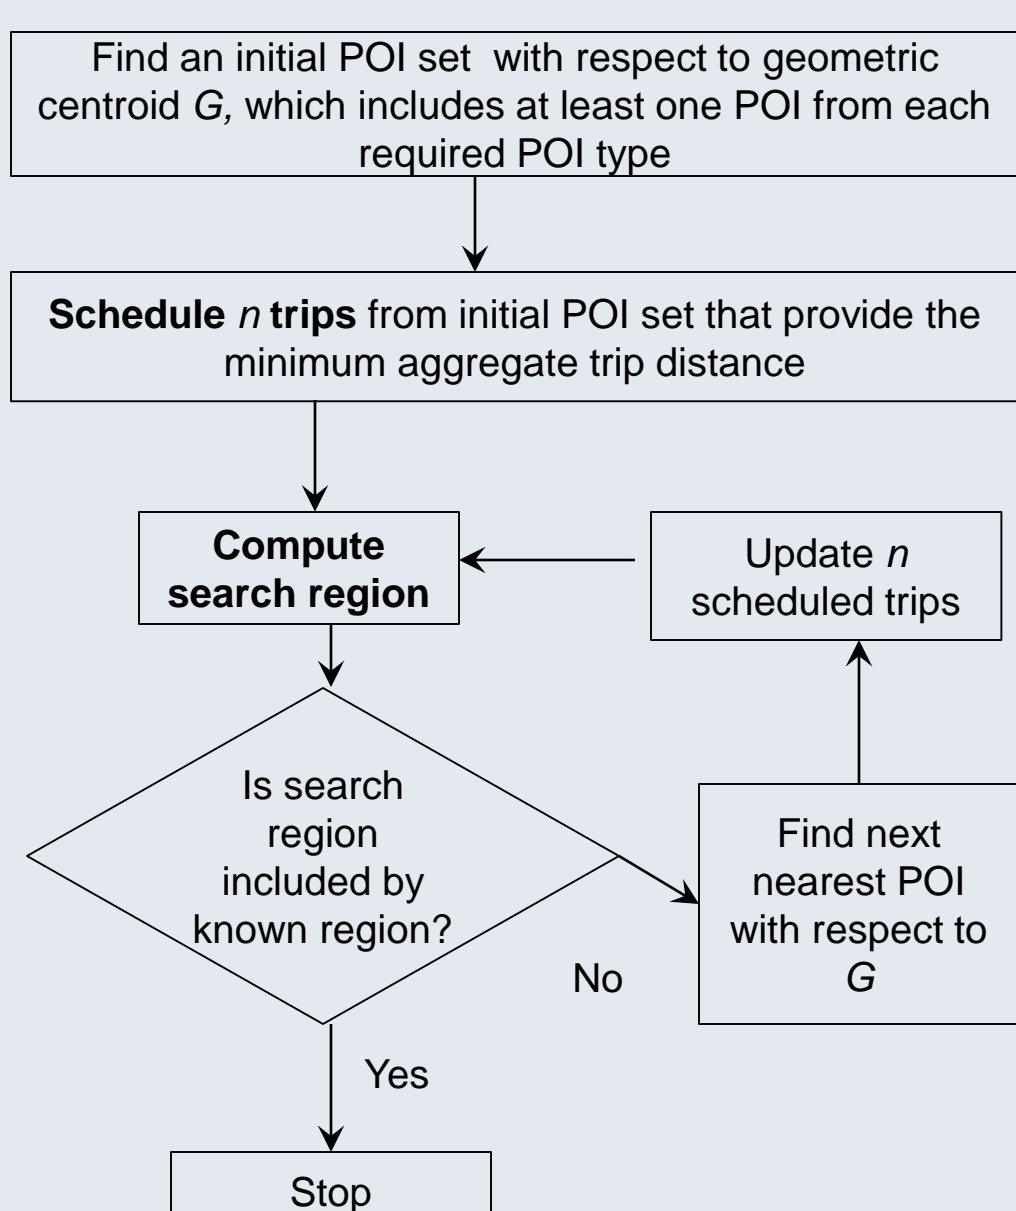 Find an initial POI set with respect to geometric
centroid G, which includes at least one POI from each
required POI type
Schedule n trips from initial POI set that provide the
minimum aggregate trip distance
Compute
search region
Update n
scheduled trips
Is search
region
included by
known region?
Find next
nearest POI
with respect to
G
No
Yes
Stop